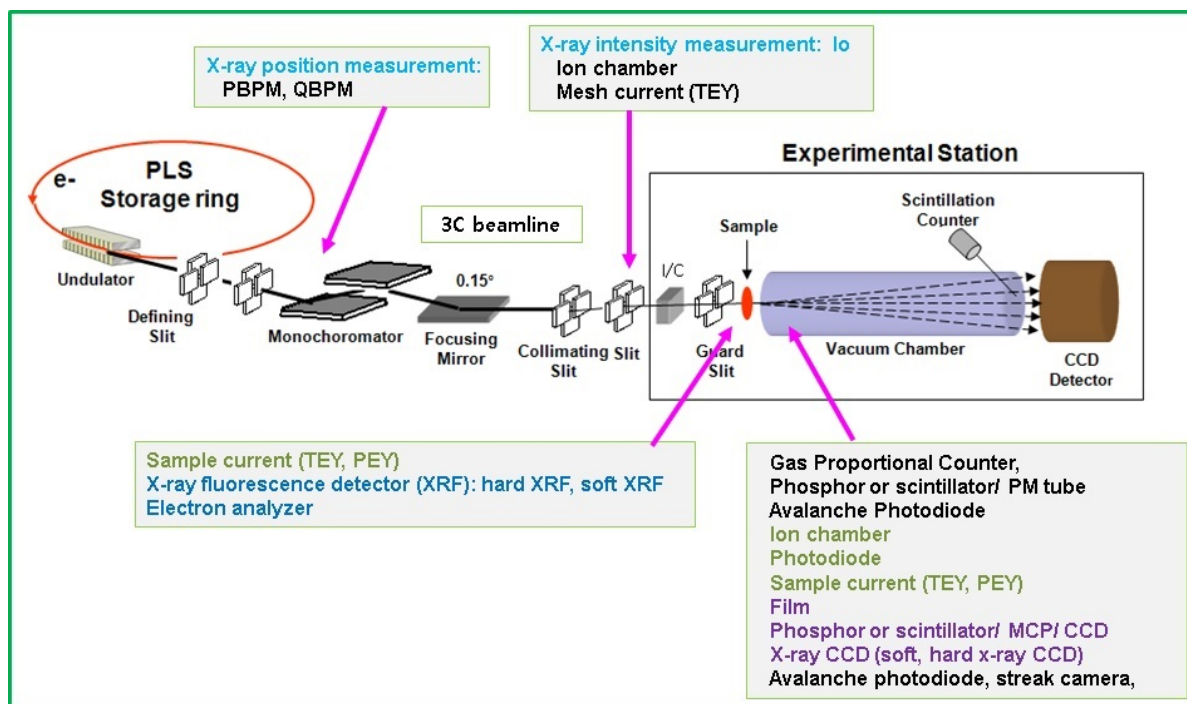 X-ray position measurement:
PBPM, QBPM
X-ray intensity measurement: Io
Ion chamber
Mesh current (TEY)
e-
PLS
Storage ring
Undulator
Defining
Slit
Monochoromator
3C beamline
0.15°
Focusing
Mirror
Collimating Slit
Slit
Experimental Station
I/C
Sample
Guard
Slit
Scintillation
Counter
Vacuum Chamber
CCD
Detector
Sample current (TEY, PEY)
X-ray fluorescence detector (XRF): hard XRF, soft XRF
Electron analyzer
Gas Proportional Counter,
Phosphor or scintillator/ PM tube
Avalanche Photodiode
Ion chamber
Photodiode
Sample current (TEY, PEY)
Film
Phosphor or scintillator/ MCP/ CCD
X-ray CCD (soft, hard x-ray CCD)
Avalanche photodiode, streak camera,